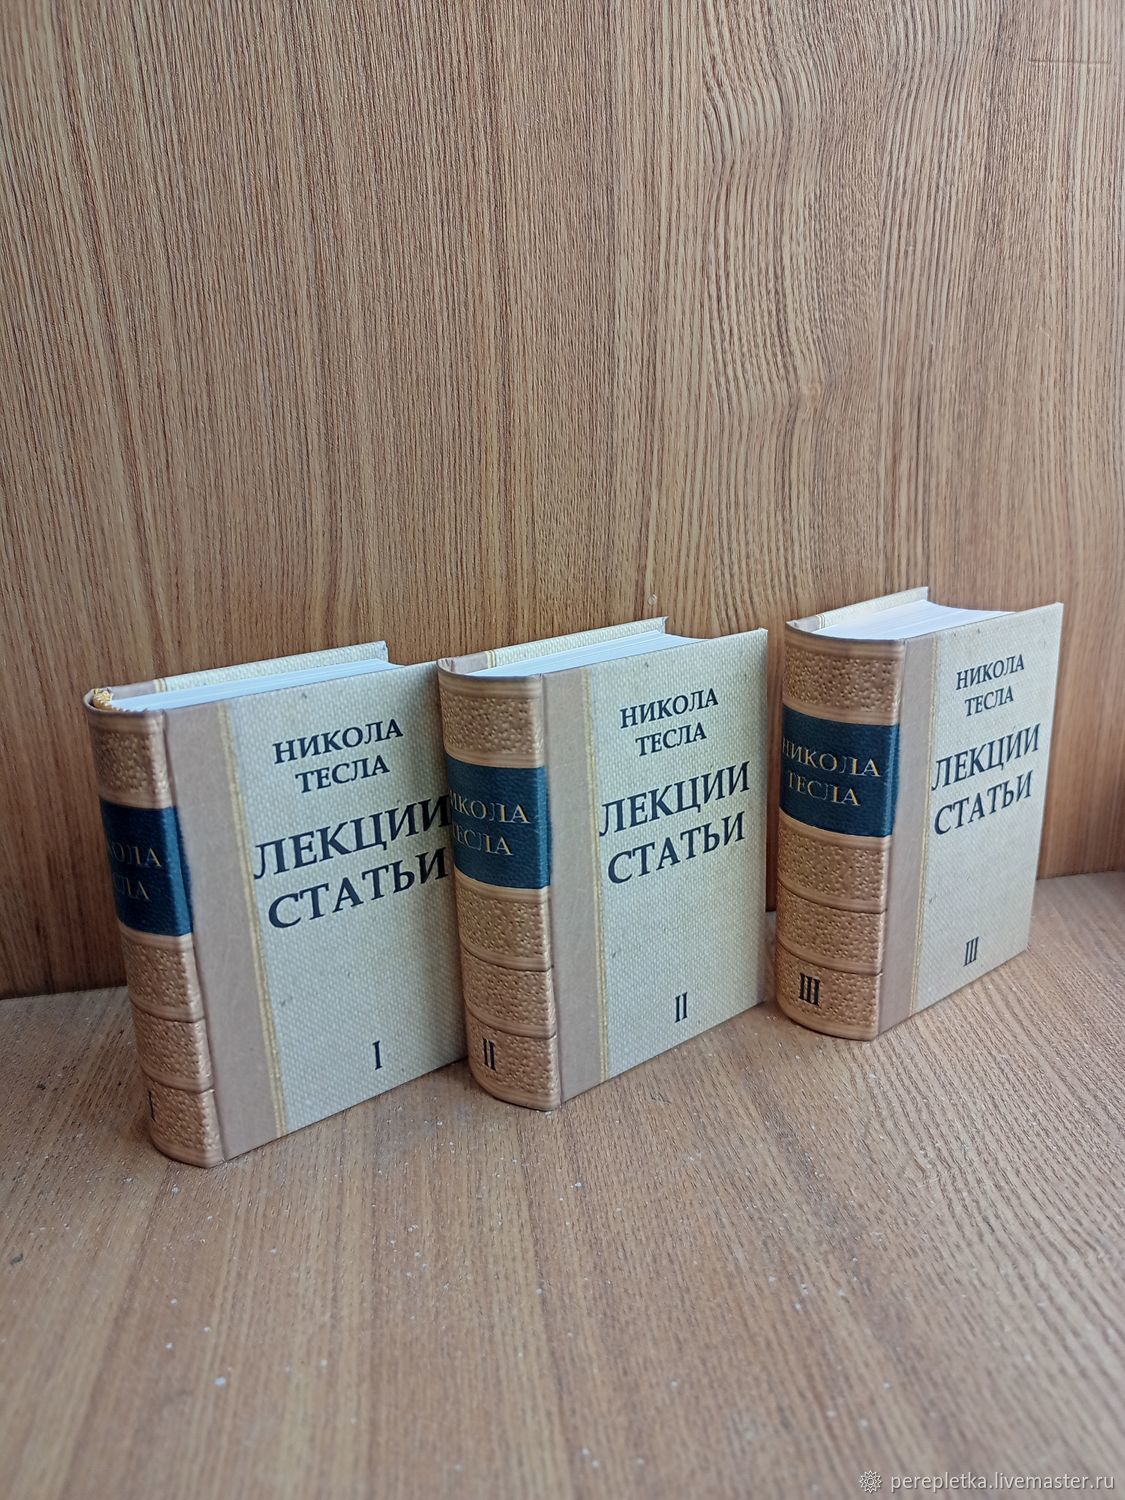 НИКОЛА
ТЕСЛА
ЛЕКЦИИ
СТАТЬИ
I
I
НИКОЛА
ТЕСЛА
ЛЕКЦИИ
СТАТЬИ
II
II
НИКОЛА
ТЕСЛА
НИКОЛА
ТЕСЛА
ЛЕКЦИИ
СТАТЬИ
III
III
perepletka.livemaster.ru